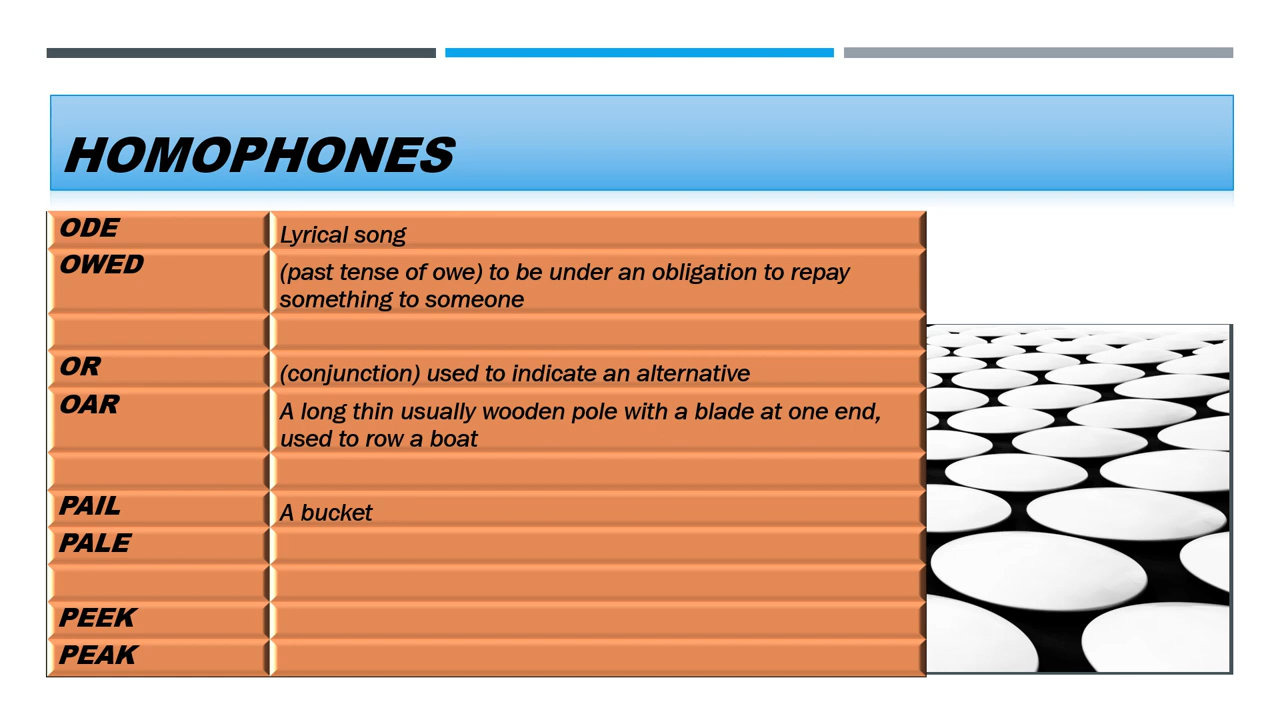 HOMOPHONES
ODE
Lyrical song
OWED
(past tense of owe) to be under an obligation to repay
something to someone
OR
(conjunction) used to indicate an alternative
OAR
A long thin usually wooden pole with a blade at one end,
used to row a boat
PAIL
A bucket
PALE
PEEK
PEAK